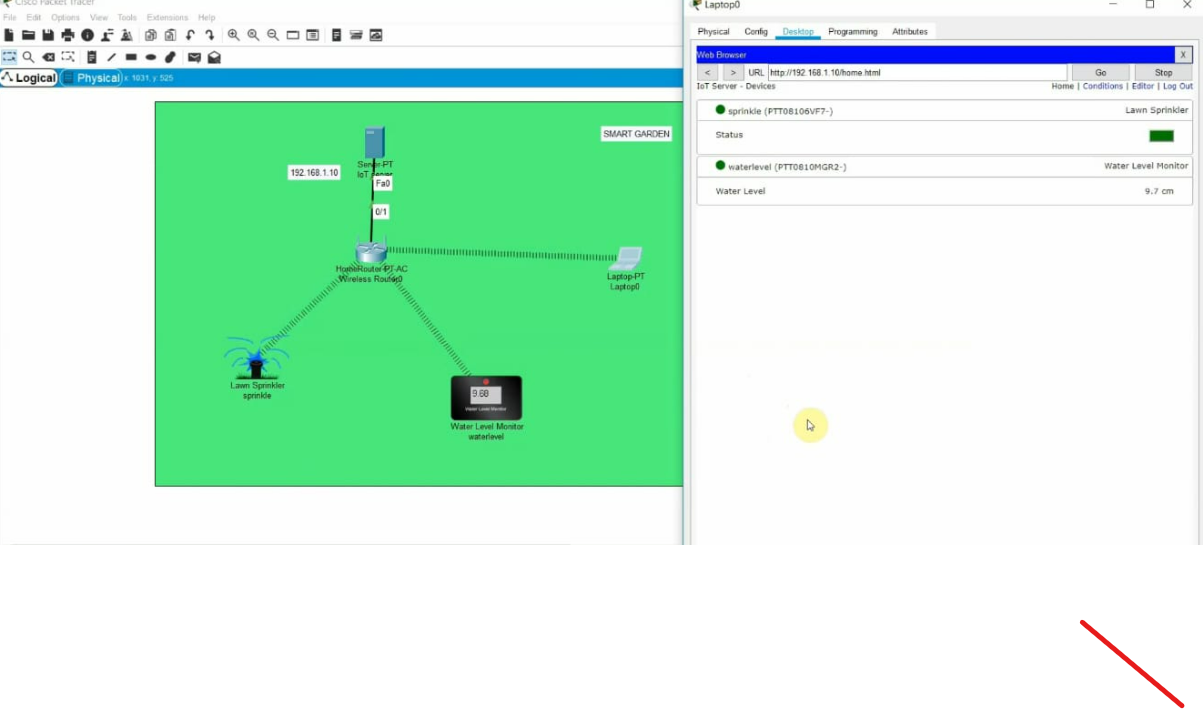 Cisco Packet Tracer
File Edit Options View Tools Extensions Help
Logical Physical x: 1031, y: 525
SMART GARDEN
Server-PT
IoT server
192.168.1.10
Fa0
0/1
HomeRouter-PT-AC
Wireless Router0
Laptop-PT
Laptop0
Lawn Sprinkler
sprinkle
9.68
Water Level Monitor
Water Level Monitor
waterlevel
Laptop0
Physical Config Desktop Programming Attributes
Web Browser X
< > URL http://192.168.1.10/home.html Go Stop
IoT Server - Devices Home | Conditions | Editor | Log Out
sprinkle (PTT08106VF7-) Lawn Sprinkler
Status
waterlevel (PTT0810MGR2-) Water Level Monitor
Water Level 9.7 cm